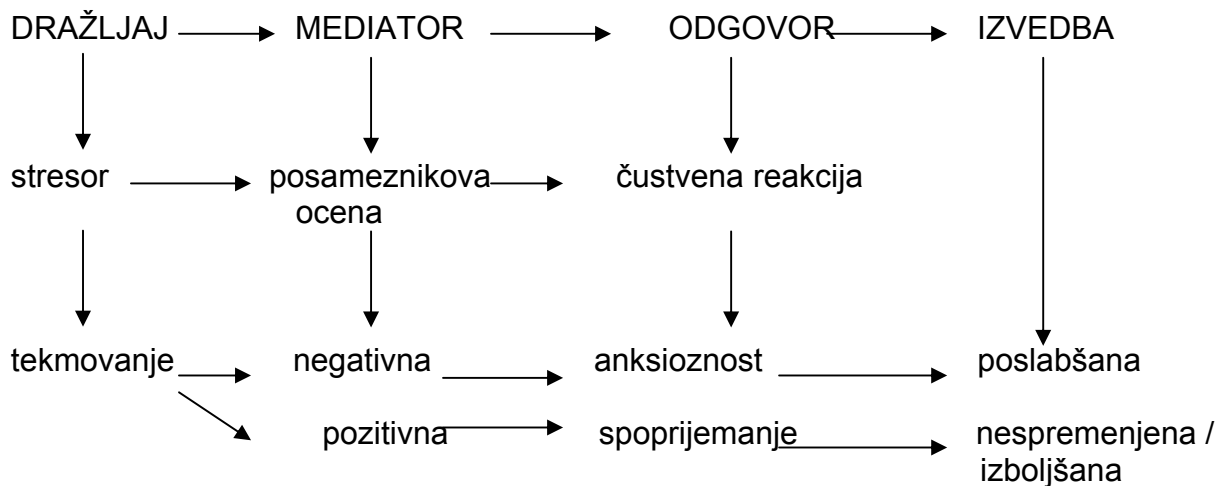 DRAŽLJAJ MEDIATOR ODGOVOR IZVEDBA
stresor posameznikova čustvena reakcija
ocena
tekmovanje negativna anksioznost poslabšana
pozitivna spoprijemanje nespremenjena /
izboljšana